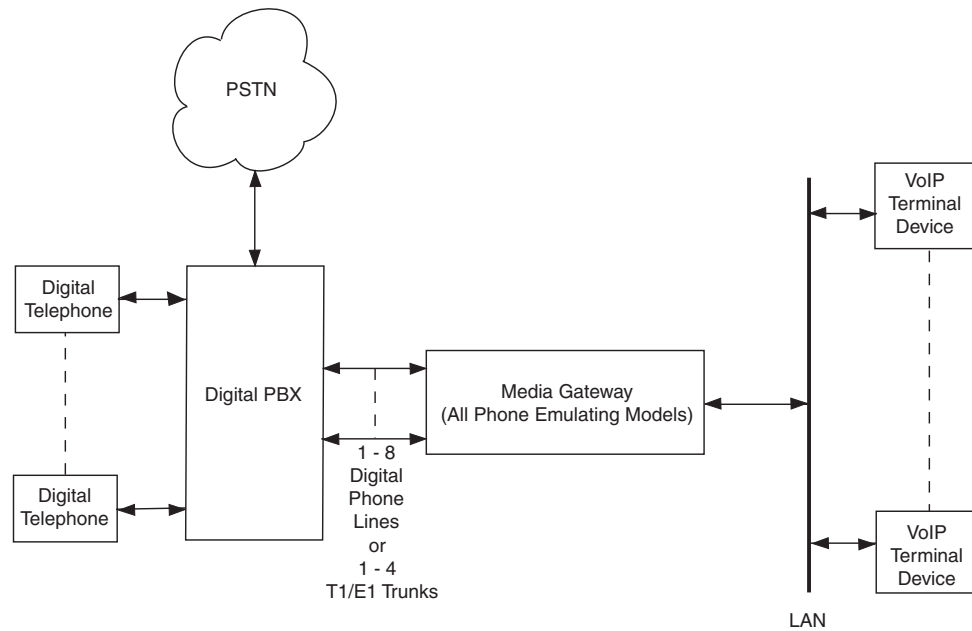 PSTN
VoIP
Terminal
Device
Digital
Telephone
Digital PBX
Media Gateway
(All Phone Emulating Models)
1 - 8
Digital
Phone
Lines
or
1 - 4
T1/E1 Trunks
Digital
Telephone
VoIP
Terminal
Device
LAN